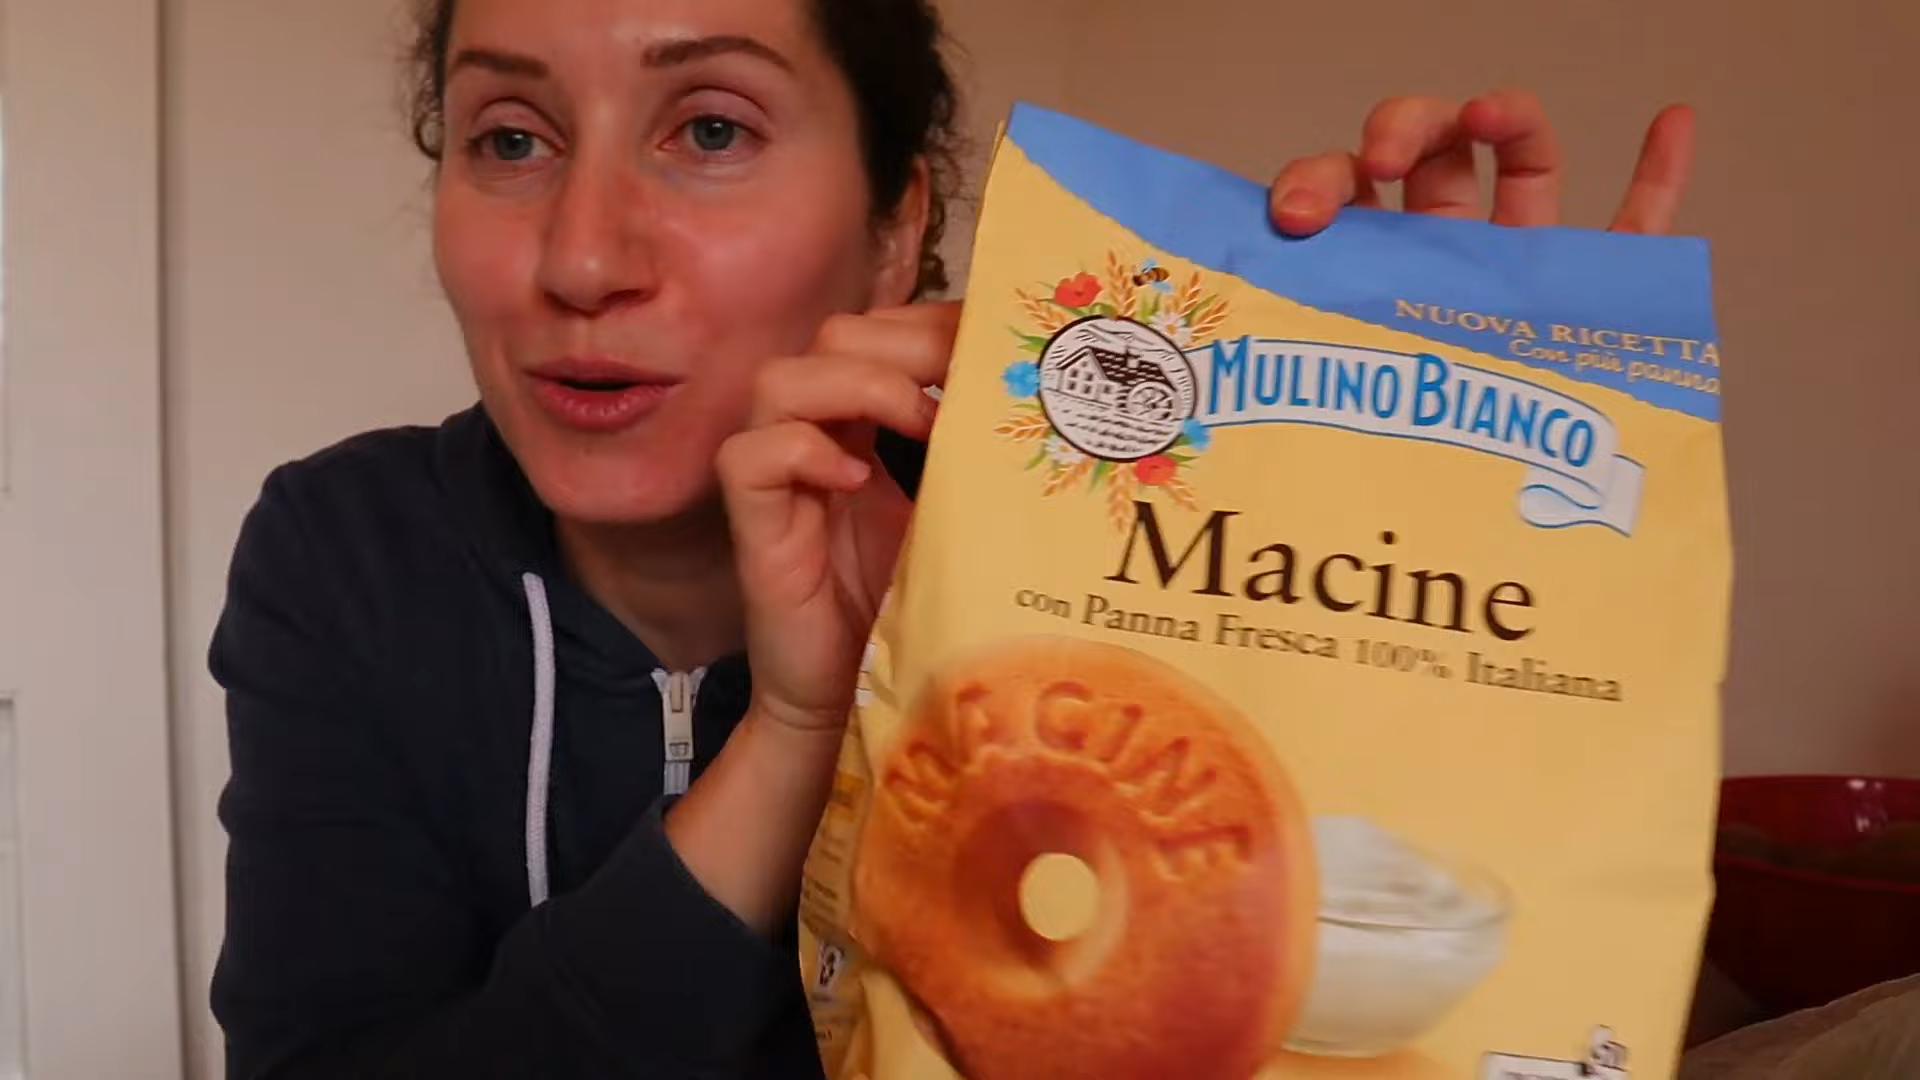 NUOVA RICETTA
Con più panna
MULINO BIANCO
Macine
con Panna Fresca 100% Italiana
MACINE